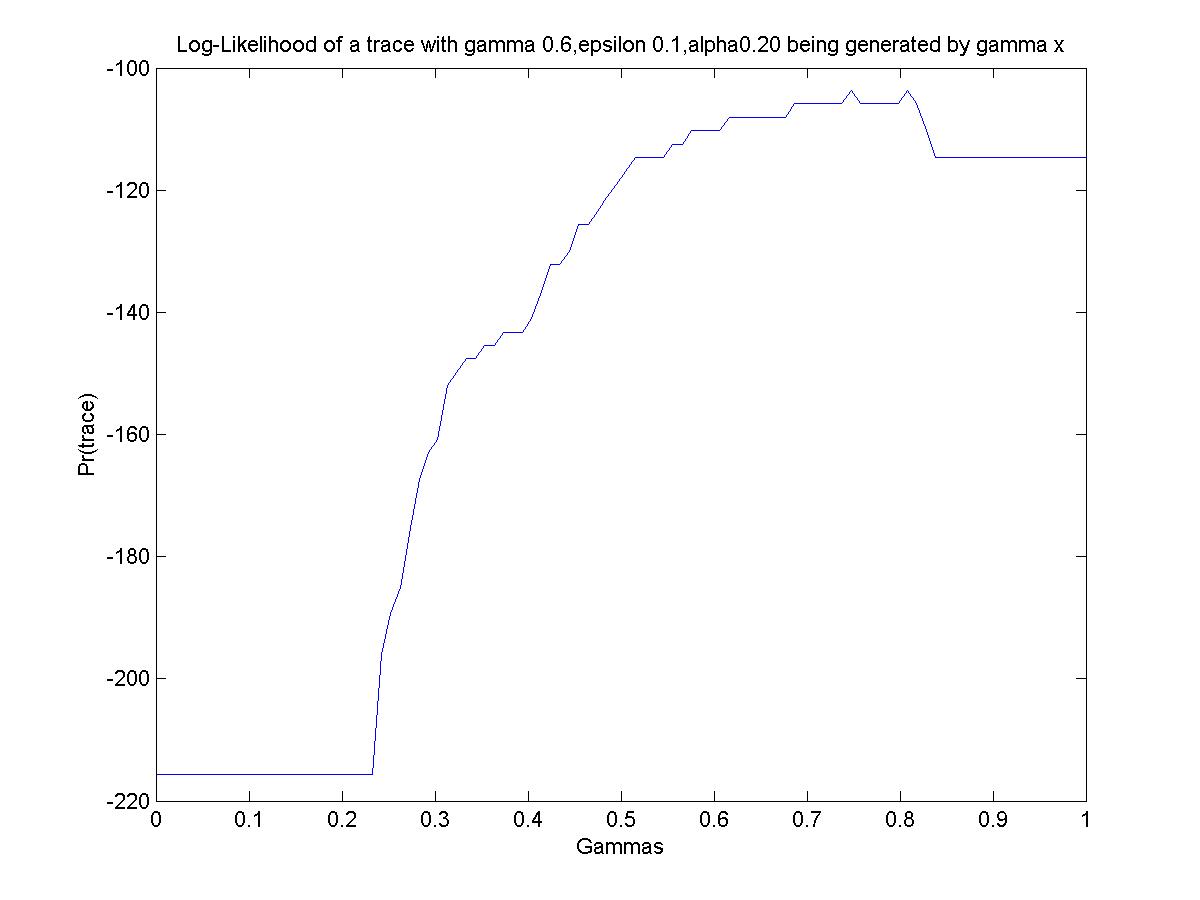 Log-Likelihood of a trace with gamma 0.6,epsilon 0.1,alpha0.20 being generated by gamma x
-100
-120
-140
-160
-180
-200
-220
Pr(trace)
0 0.1 0.2 0.3 0.4 0.5 0.6 0.7 0.8 0.9 1
Gammas